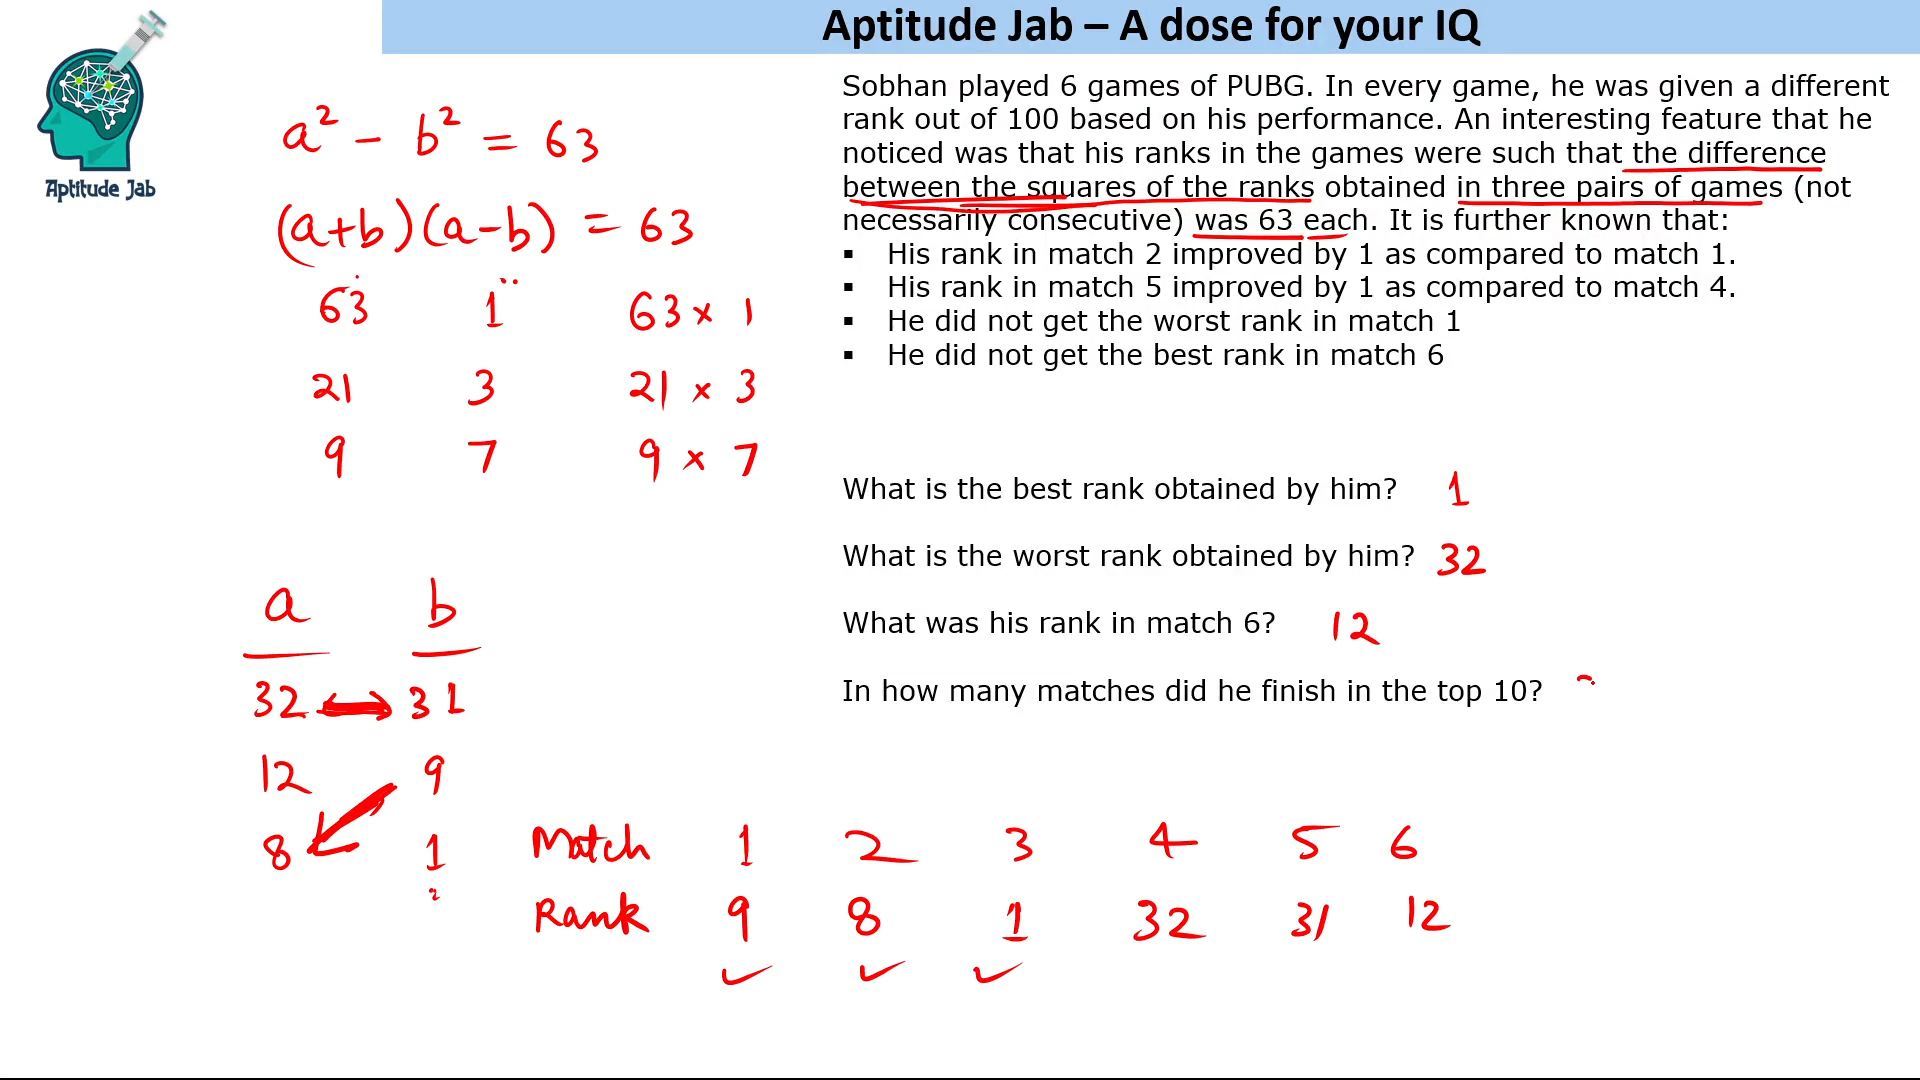 Aptitude Jab – A dose for your IQ
Aptitude Jab
Sobhan played 6 games of PUBG. In every game, he was given a different
rank out of 100 based on his performance. An interesting feature that he
noticed was that his ranks in the games were such that the difference
between the squares of the ranks obtained in three pairs of games (not
necessarily consecutive) was 63 each. It is further known that:
▪ His rank in match 2 improved by 1 as compared to match 1.
▪ His rank in match 5 improved by 1 as compared to match 4.
▪ He did not get the worst rank in match 1
▪ He did not get the best rank in match 6
What is the best rank obtained by him? 1
What is the worst rank obtained by him? 32
What was his rank in match 6? 12
In how many matches did he finish in the top 10?
a² - b² = 63
(a+b)(a-b) = 63
63 1 63 x 1
21 3 21 x 3
9 7 9 x 7
a b
32 31
12 9
8 1
Match 1 2 3 4 5 6
Rank 9 8 1 32 31 12